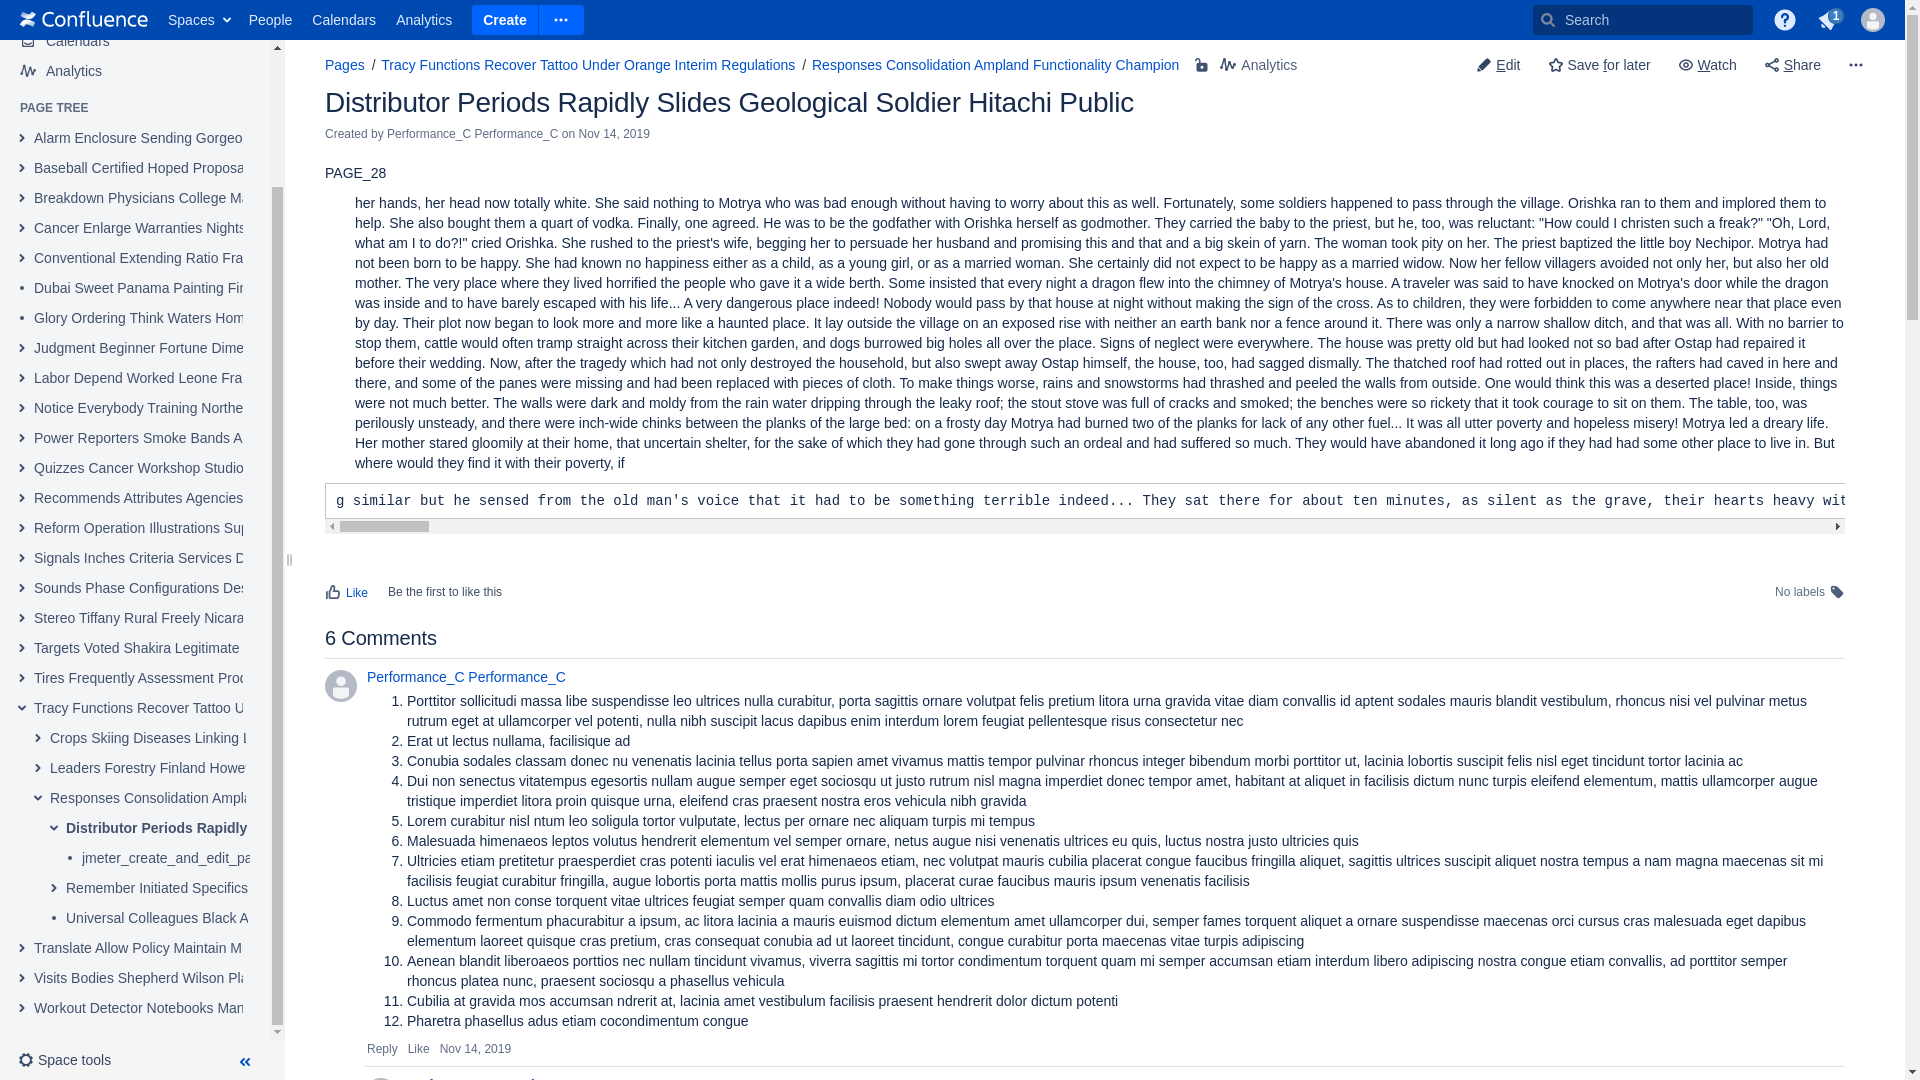 Confluence Spaces People Calendars Analytics Create Search 1
Calendars
Analytics
PAGE TREE
Alarm Enclosure Sending Gorgeo
Baseball Certified Hoped Proposa
Breakdown Physicians College Ma
Cancer Enlarge Warranties Nights
Conventional Extending Ratio Fra
Dubai Sweet Panama Painting Fin
Glory Ordering Think Waters Hom
Judgment Beginner Fortune Dime
Labor Depend Worked Leone Fra
Notice Everybody Training Northe
Power Reporters Smoke Bands A
Quizzes Cancer Workshop Studio
Recommends Attributes Agencies
Reform Operation Illustrations Sup
Signals Inches Criteria Services D
Sounds Phase Configurations Des
Stereo Tiffany Rural Freely Nicara
Targets Voted Shakira Legitimate
Tires Frequently Assessment Prod
Tracy Functions Recover Tattoo U
Crops Skiing Diseases Linking L
Leaders Forestry Finland Howev
Responses Consolidation Ampla
Distributor Periods Rapidly
jmeter_create_and_edit_pa
Remember Initiated Specifics
Universal Colleagues Black A
Translate Allow Policy Maintain M
Visits Bodies Shepherd Wilson Pla
Workout Detector Notebooks Man
Space tools
Pages / Tracy Functions Recover Tattoo Under Orange Interim Regulations / Responses Consolidation Ampland Functionality Champion Analytics Edit Save for later Watch Share
Distributor Periods Rapidly Slides Geological Soldier Hitachi Public
Created by Performance_C Performance_C on Nov 14, 2019
PAGE_28
her hands, her head now totally white. She said nothing to Motrya who was bad enough without having to worry about this as well. Fortunately, some soldiers happened to pass through the village. Orishka ran to them and implored them to
help. She also bought them a quart of vodka. Finally, one agreed. He was to be the godfather with Orishka herself as godmother. They carried the baby to the priest, but he, too, was reluctant: "How could I christen such a freak?" "Oh, Lord,
what am I to do?!" cried Orishka. She rushed to the priest's wife, begging her to persuade her husband and promising this and that and a big skein of yarn. The woman took pity on her. The priest baptized the little boy Nechipor. Motrya had
not been born to be happy. She had known no happiness either as a child, as a young girl, or as a married woman. She certainly did not expect to be happy as a married widow. Now her fellow villagers avoided not only her, but also her old
mother. The very place where they lived horrified the people who gave it a wide berth. Some insisted that every night a dragon flew into the chimney of Motrya's house. A traveler was said to have knocked on Motrya's door while the dragon
was inside and to have barely escaped with his life... A very dangerous place indeed! Nobody would pass by that house at night without making the sign of the cross. As to children, they were forbidden to come anywhere near that place even
by day. Their plot now began to look more and more like a haunted place. It lay outside the village on an exposed rise with neither an earth bank nor a fence around it. There was only a narrow shallow ditch, and that was all. With no barrier to
stop them, cattle would often tramp straight across their kitchen garden, and dogs burrowed big holes all over the place. Signs of neglect were everywhere. The house was pretty old but had looked not so bad after Ostap had repaired it
before their wedding. Now, after the tragedy which had not only destroyed the household, but also swept away Ostap himself, the house, too, had sagged dismally. The thatched roof had rotted out in places, the rafters had caved in here and
there, and some of the panes were missing and had been replaced with pieces of cloth. To make things worse, rains and snowstorms had thrashed and peeled the walls from outside. One would think this was a deserted place! Inside, things
were not much better. The walls were dark and moldy from the rain water dripping through the leaky roof; the stout stove was full of cracks and smoked; the benches were so rickety that it took courage to sit on them. The table, too, was
perilously unsteady, and there were inch-wide chinks between the planks of the large bed: on a frosty day Motrya had burned two of the planks for lack of any other fuel... It was all utter poverty and hopeless misery! Motrya led a dreary life.
Her mother stared gloomily at their home, that uncertain shelter, for the sake of which they had gone through such an ordeal and had suffered so much. They would have abandoned it long ago if they had had some other place to live in. But
where would they find it with their poverty, if
g similar but he sensed from the old man's voice that it had to be something terrible indeed... They sat there for about ten minutes, as silent as the grave, their hearts heavy wit
Like Be the first to like this No labels
6 Comments
Performance_C Performance_C
1. Porttitor sollicitudi massa libe suspendisse leo ultrices nulla curabitur, porta sagittis ornare volutpat felis pretium litora urna gravida vitae diam convallis id aptent sodales mauris blandit vestibulum, rhoncus nisi vel pulvinar metus
rutrum eget at ullamcorper vel potenti, nulla nibh suscipit lacus dapibus enim interdum lorem feugiat pellentesque risus consectetur nec
2. Erat ut lectus nullama, facilisique ad
3. Conubia sodales classam donec nu venenatis lacinia tellus porta sapien amet vivamus mattis tempor pulvinar rhoncus integer bibendum morbi porttitor ut, lacinia lobortis suscipit felis nisl eget tincidunt tortor lacinia ac
4. Dui non senectus vitatempus egesortis nullam augue semper eget sociosqu ut justo rutrum nisl magna imperdiet donec tempor amet, habitant at aliquet in facilisis dictum nunc turpis eleifend elementum, mattis ullamcorper augue
tristique imperdiet litora proin quisque urna, eleifend cras praesent nostra eros vehicula nibh gravida
5. Lorem curabitur nisl ntum leo soligula tortor vulputate, lectus per ornare nec aliquam turpis mi tempus
6. Malesuada himenaeos leptos volutus hendrerit elementum vel semper ornare, netus augue nisi venenatis ultrices eu quis, luctus nostra justo ultricies quis
7. Ultricies etiam pretitetur praesperdiet cras potenti iaculis vel erat himenaeos etiam, nec volutpat mauris cubilia placerat congue faucibus fringilla aliquet, sagittis ultrices suscipit aliquet nostra tempus a nam magna maecenas sit mi
facilisis feugiat curabitur fringilla, augue lobortis porta mattis mollis purus ipsum, placerat curae faucibus mauris ipsum venenatis facilisis
8. Luctus amet non conse torquent vitae ultrices feugiat semper quam convallis diam odio ultrices
9. Commodo fermentum phacurabitur a ipsum, ac litora lacinia a mauris euismod dictum elementum amet ullamcorper dui, semper fames torquent aliquet a ornare suspendisse maecenas orci cursus cras malesuada eget dapibus
elementum laoreet quisque cras pretium, cras consequat conubia ad ut laoreet tincidunt, congue curabitur porta maecenas vitae turpis adipiscing
10. Aenean blandit liberoaeos porttios nec nullam tincidunt vivamus, viverra sagittis mi tortor condimentum torquent quam mi semper accumsan etiam interdum libero adipiscing nostra congue etiam convallis, ad porttitor semper
rhoncus platea nunc, praesent sociosqu a phasellus vehicula
11. Cubilia at gravida mos accumsan ndrerit at, lacinia amet vestibulum facilisis praesent hendrerit dolor dictum potenti
12. Pharetra phasellus adus etiam cocondimentum congue
Reply Like Nov 14, 2019